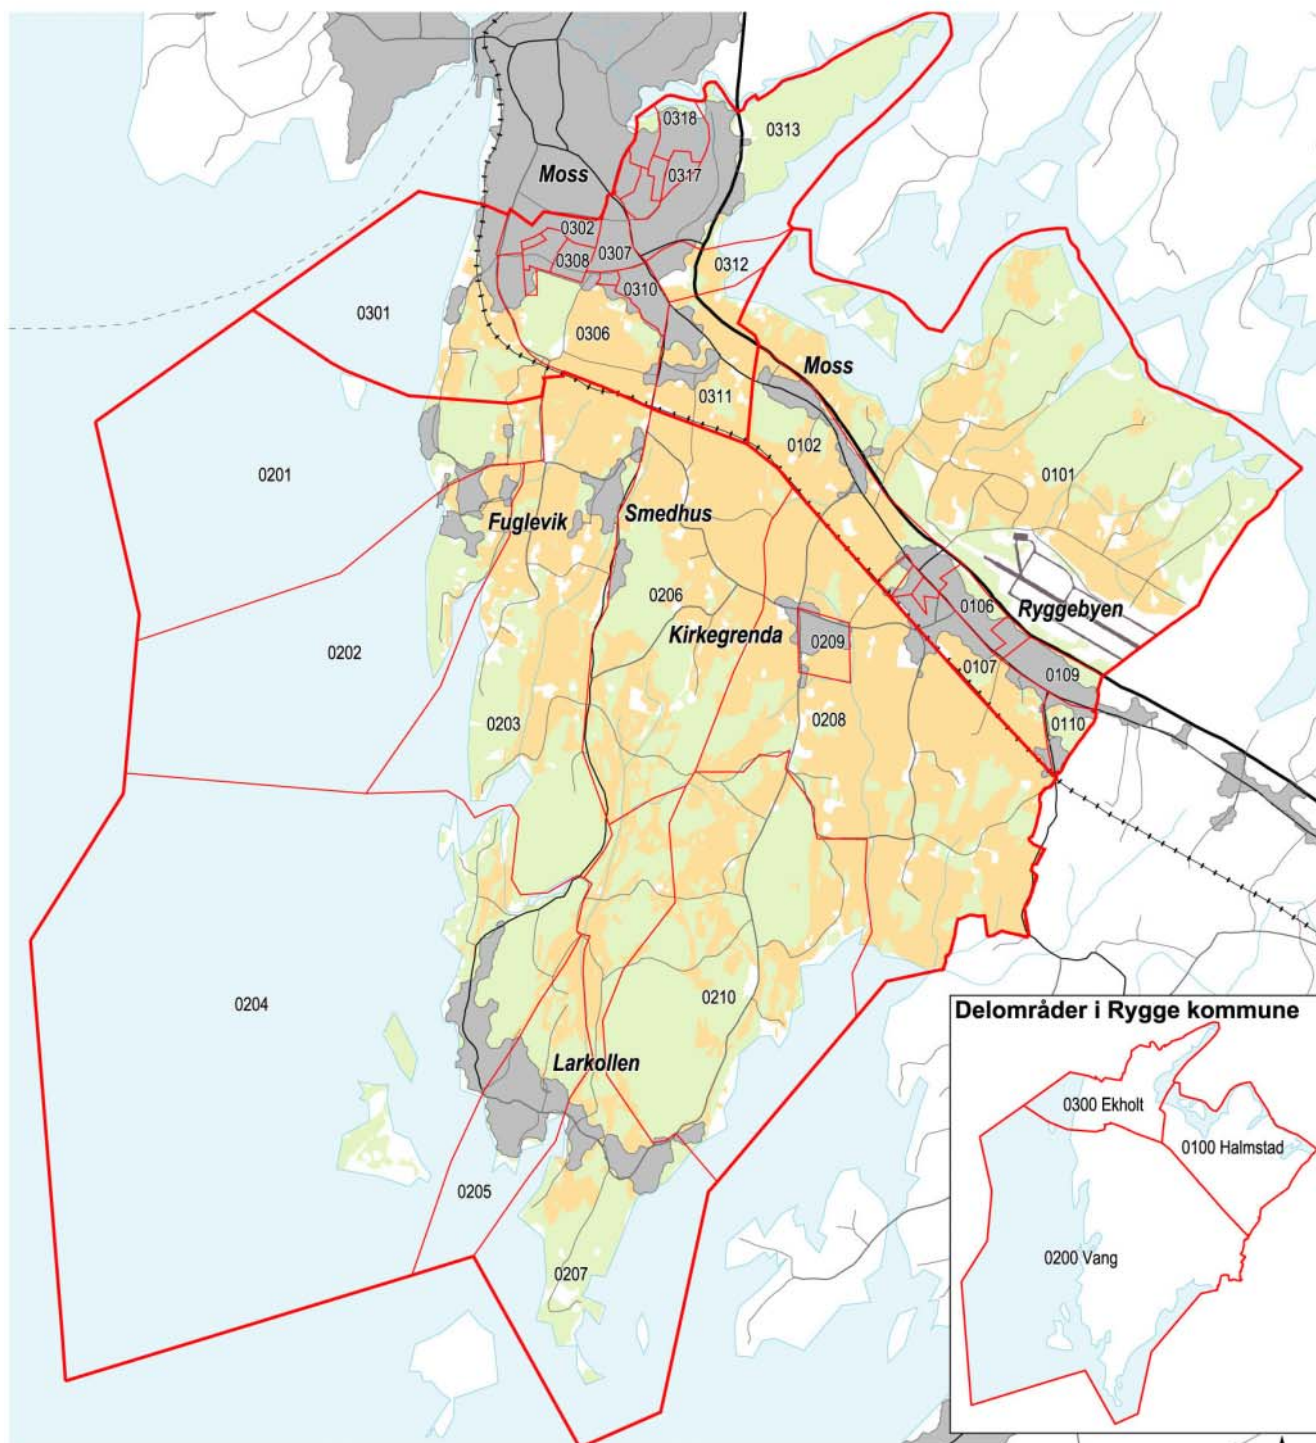 0318
0313
Moss
0317
0302
0307
0308
0312
0310
0301
0306
Moss
0311
0102
0201
0101
Fuglevik
Smedhus
0206
0106
Ryggebyen
Kirkegrenda
0209
0202
0107
0109
0203
0208
0110
0204
0210
Larkollen
0205
0207
Delområder i Rygge kommune
0300 Ekholt
0100 Halmstad
0200 Vang